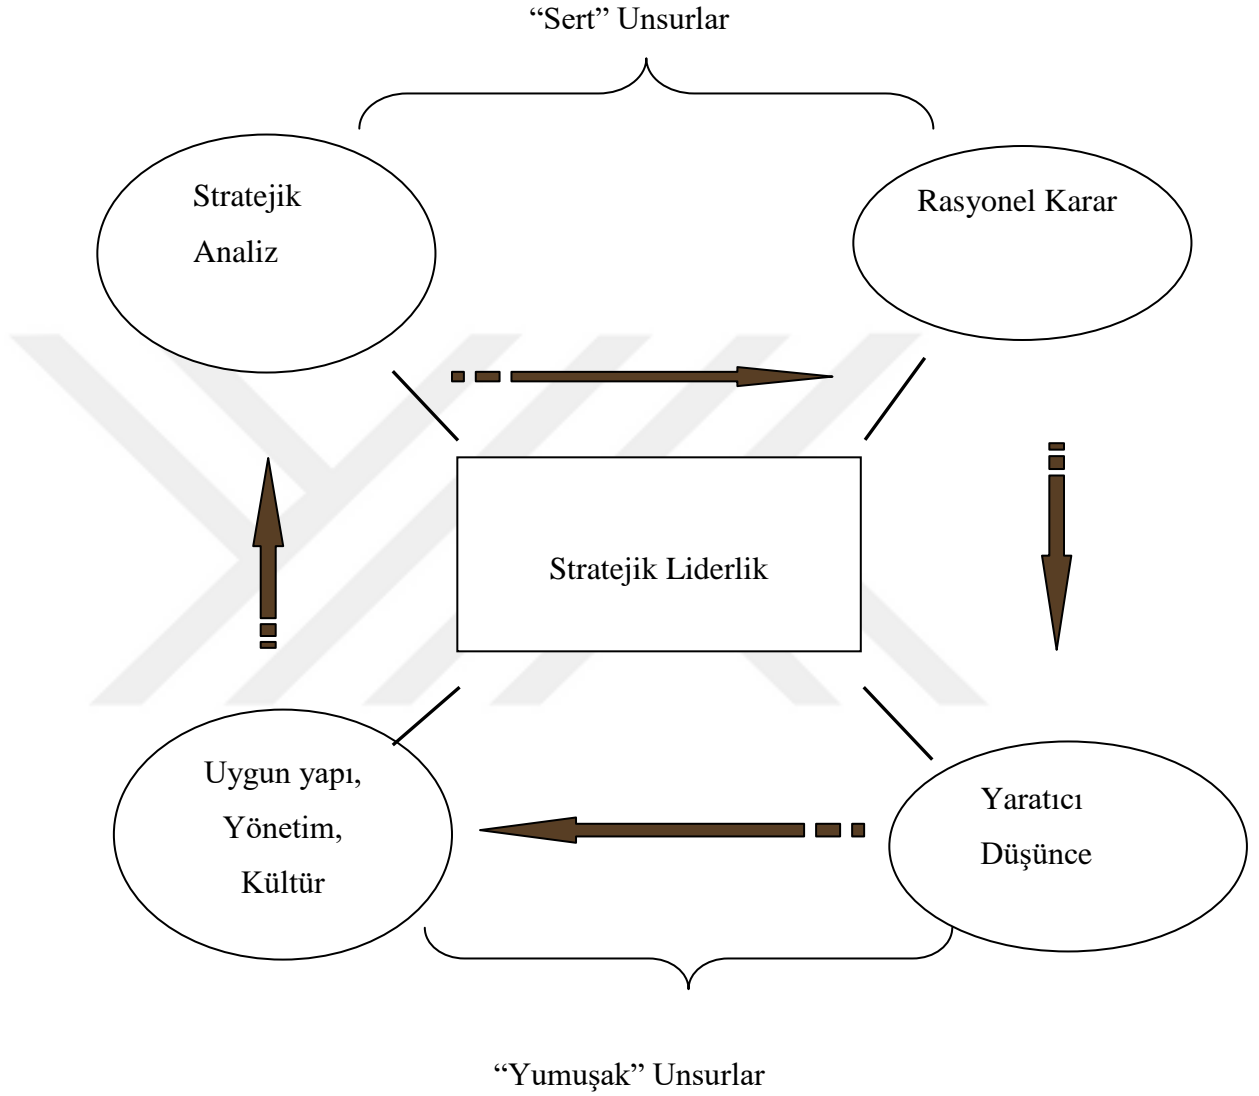 “Sert” Unsurlar
Stratejik
Analiz
Rasyonel Karar
Stratejik Liderlik
Uygun yapı,
Yönetim,
Kültür
Yaratıcı
Düşünce
“Yumuşak” Unsurlar